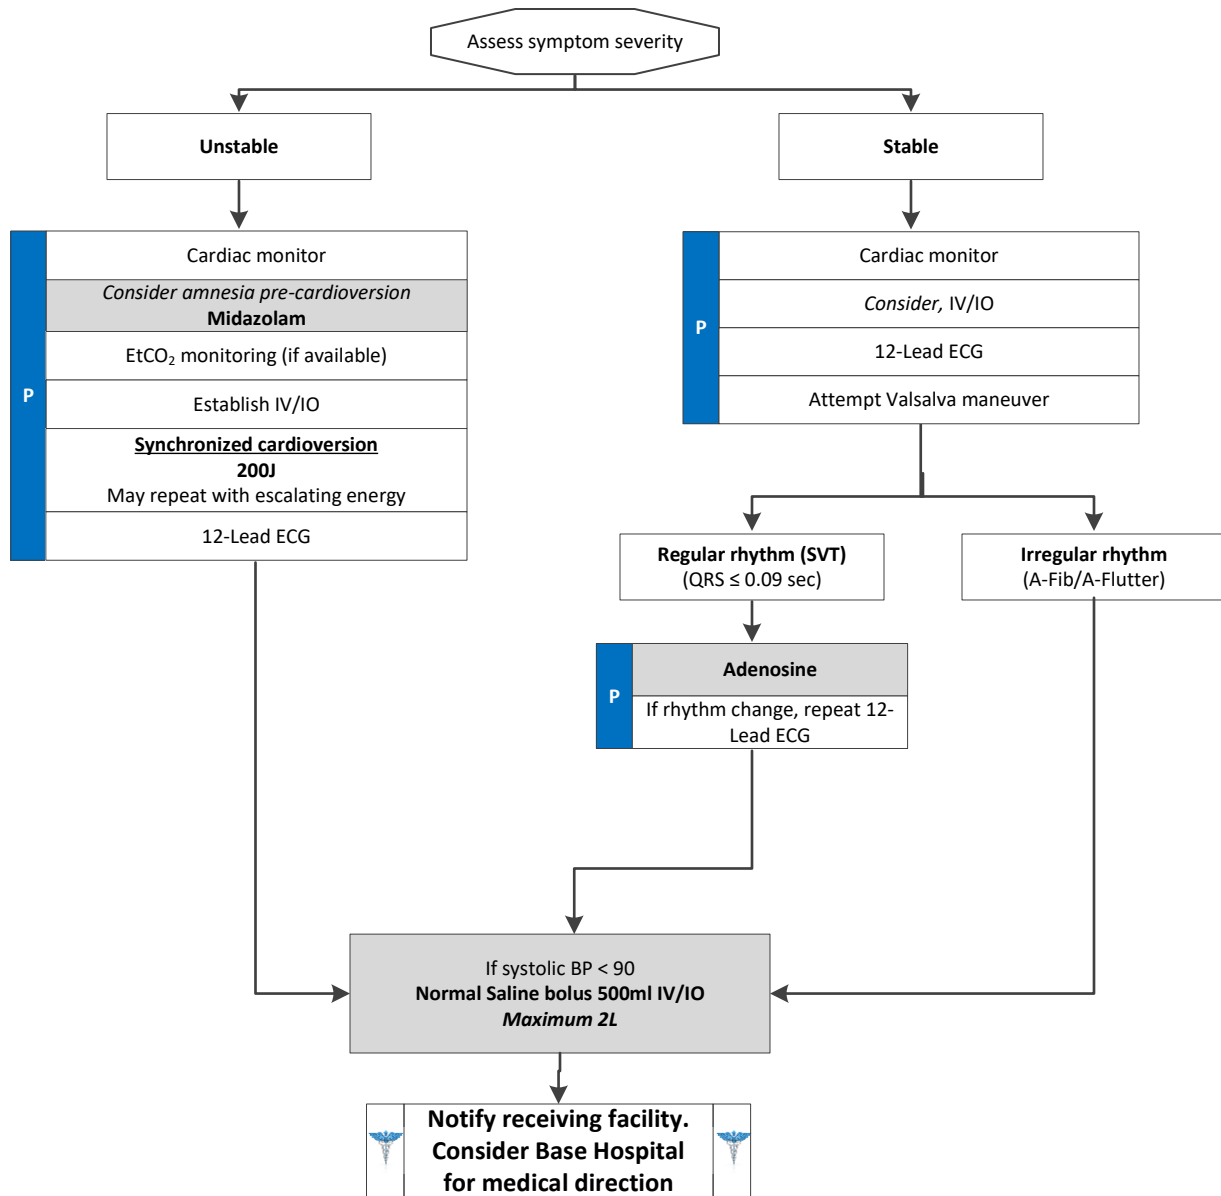 Assess symptom severity
Unstable
Stable
P
Cardiac monitor
Consider amnesia pre-cardioversion
Midazolam
EtCO₂ monitoring (if available)
Establish IV/IO
Synchronized cardioversion
200J
May repeat with escalating energy
12-Lead ECG
P
Cardiac monitor
Consider, IV/IO
12-Lead ECG
Attempt Valsalva maneuver
Regular rhythm (SVT)
(QRS ≤ 0.09 sec)
Irregular rhythm
(A-Fib/A-Flutter)
P
Adenosine
If rhythm change, repeat 12-
Lead ECG
If systolic BP < 90
Normal Saline bolus 500ml IV/IO
Maximum 2L
Notify receiving facility.
Consider Base Hospital
for medical direction